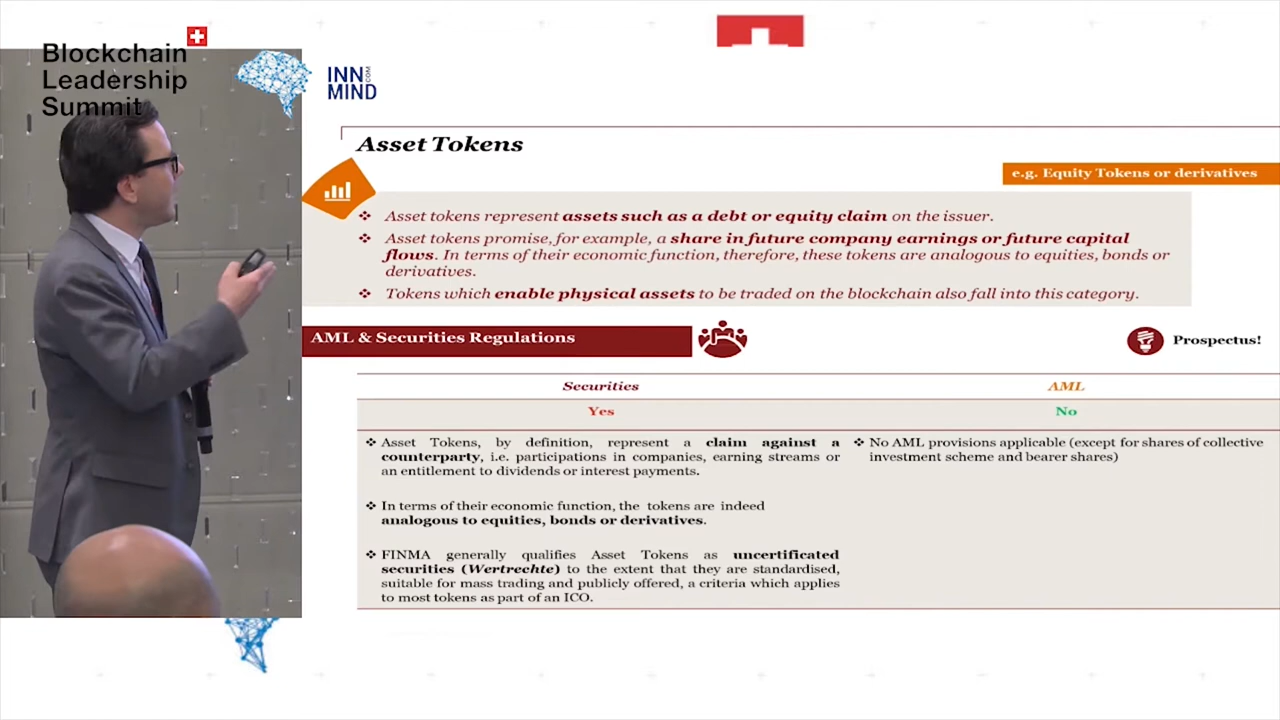 Blockchain
Leadership
Summit
INN
MIND
.COM
Asset Tokens
e.g. Equity Tokens or derivatives
❖ Asset tokens represent assets such as a debt or equity claim on the issuer.
❖ Asset tokens promise, for example, a share in future company earnings or future capital
flows. In terms of their economic function, therefore, these tokens are analogous to equities, bonds or
derivatives.
❖ Tokens which enable physical assets to be traded on the blockchain also fall into this category.
AML & Securities Regulations
Prospectus!
Securities
AML
Yes
No
❖ Asset Tokens, by definition, represent a claim against a
counterparty, i.e. participations in companies, earning streams or
an entitlement to dividends or interest payments.
❖ In terms of their economic function, the tokens are indeed
analogous to equities, bonds or derivatives.
❖ FINMA generally qualifies Asset Tokens as uncertificated
securities (Wertrechte) to the extent that they are standardised,
suitable for mass trading and publicly offered, a criteria which applies
to most tokens as part of an ICO.
❖ No AML provisions applicable (except for shares of collective
investment scheme and bearer shares)